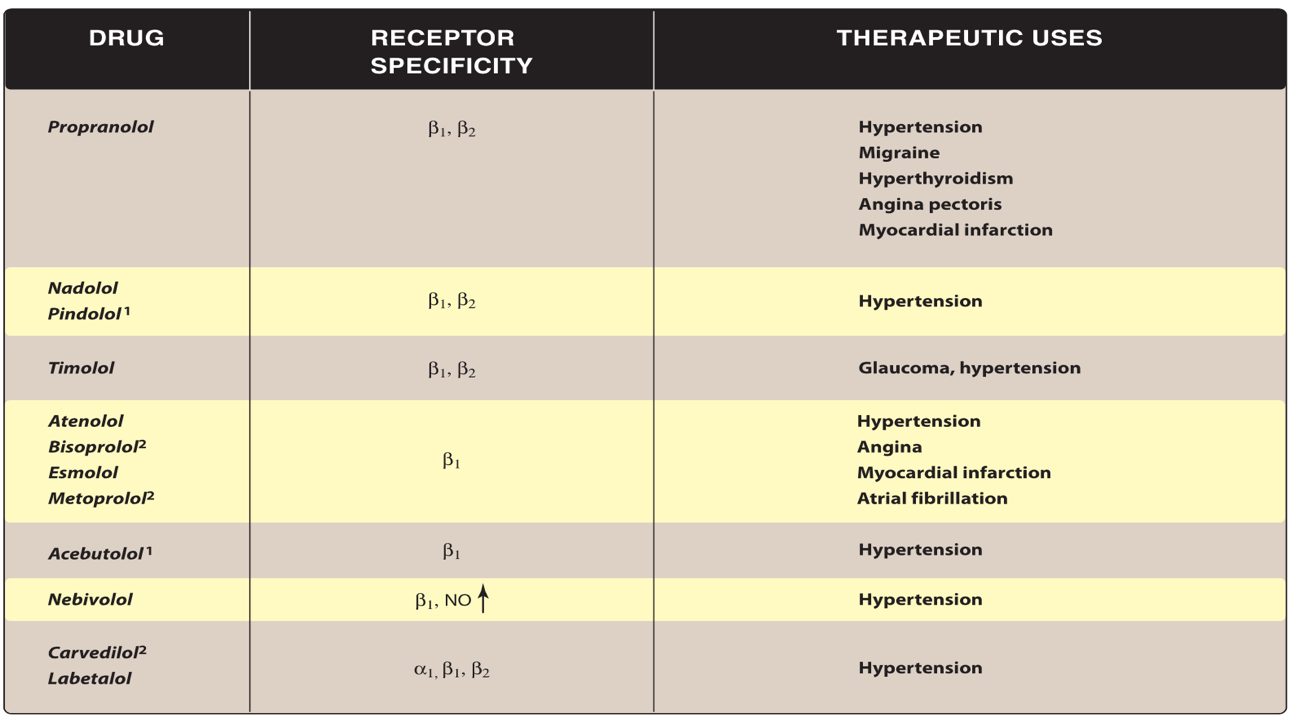 DRUG
RECEPTOR
SPECIFICITY
THERAPEUTIC USES
Propranolol
β₁, β₂
Hypertension
Migraine
Hyperthyroidism
Angina pectoris
Myocardial infarction
Nadolol
Pindolol¹
β₁, β₂
Hypertension
Timolol
β₁, β₂
Glaucoma, hypertension
Atenolol
Bisoprolol²
Esmolol
Metoprolol²
β₁
Hypertension
Angina
Myocardial infarction
Atrial fibrillation
Acebutolol¹
β₁
Hypertension
Nebivolol
β₁, NO ↑
Hypertension
Carvedilol²
Labetalol
α₁, β₁, β₂
Hypertension